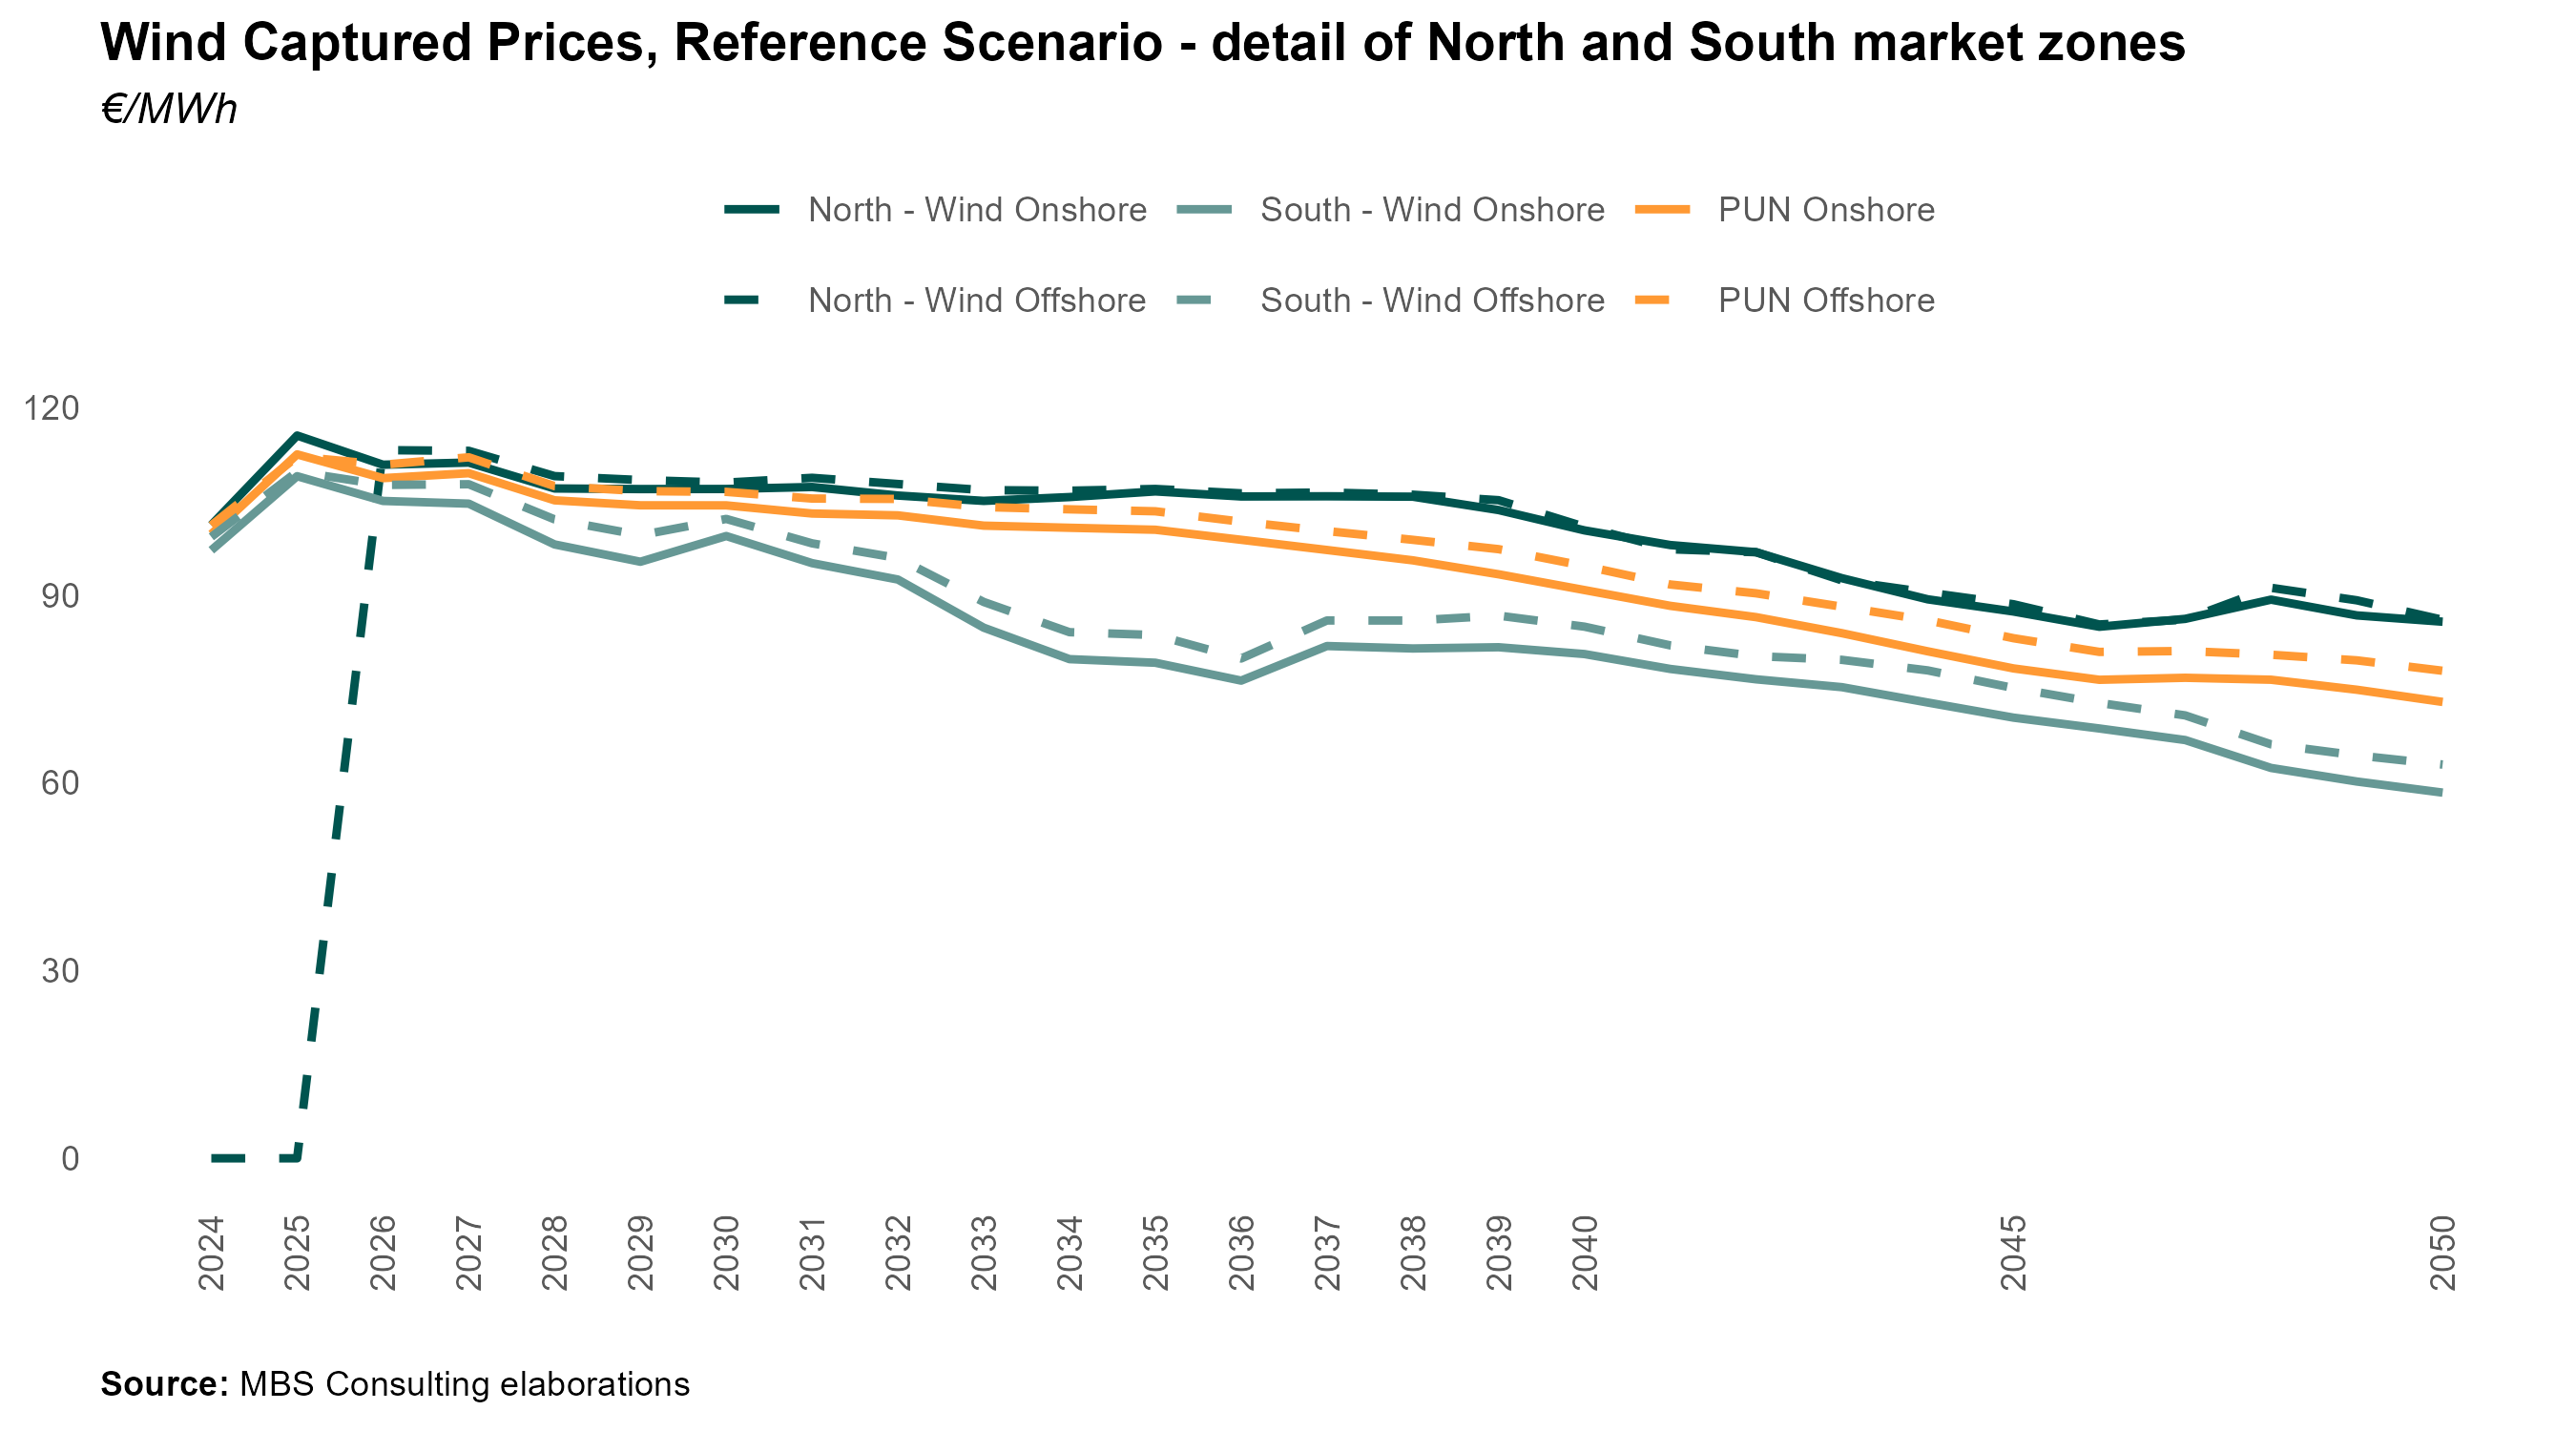 Wind Captured Prices, Reference Scenario - detail of North and South market zones
€/MWh
North - Wind Onshore South - Wind Onshore PUN Onshore
North - Wind Offshore South - Wind Offshore PUN Offshore
120
90
60
30
0
2024 2025 2026 2027 2028 2029 2030 2031 2032 2033 2034 2035 2036 2037 2038 2039 2040 2045 2050
Source: MBS Consulting elaborations